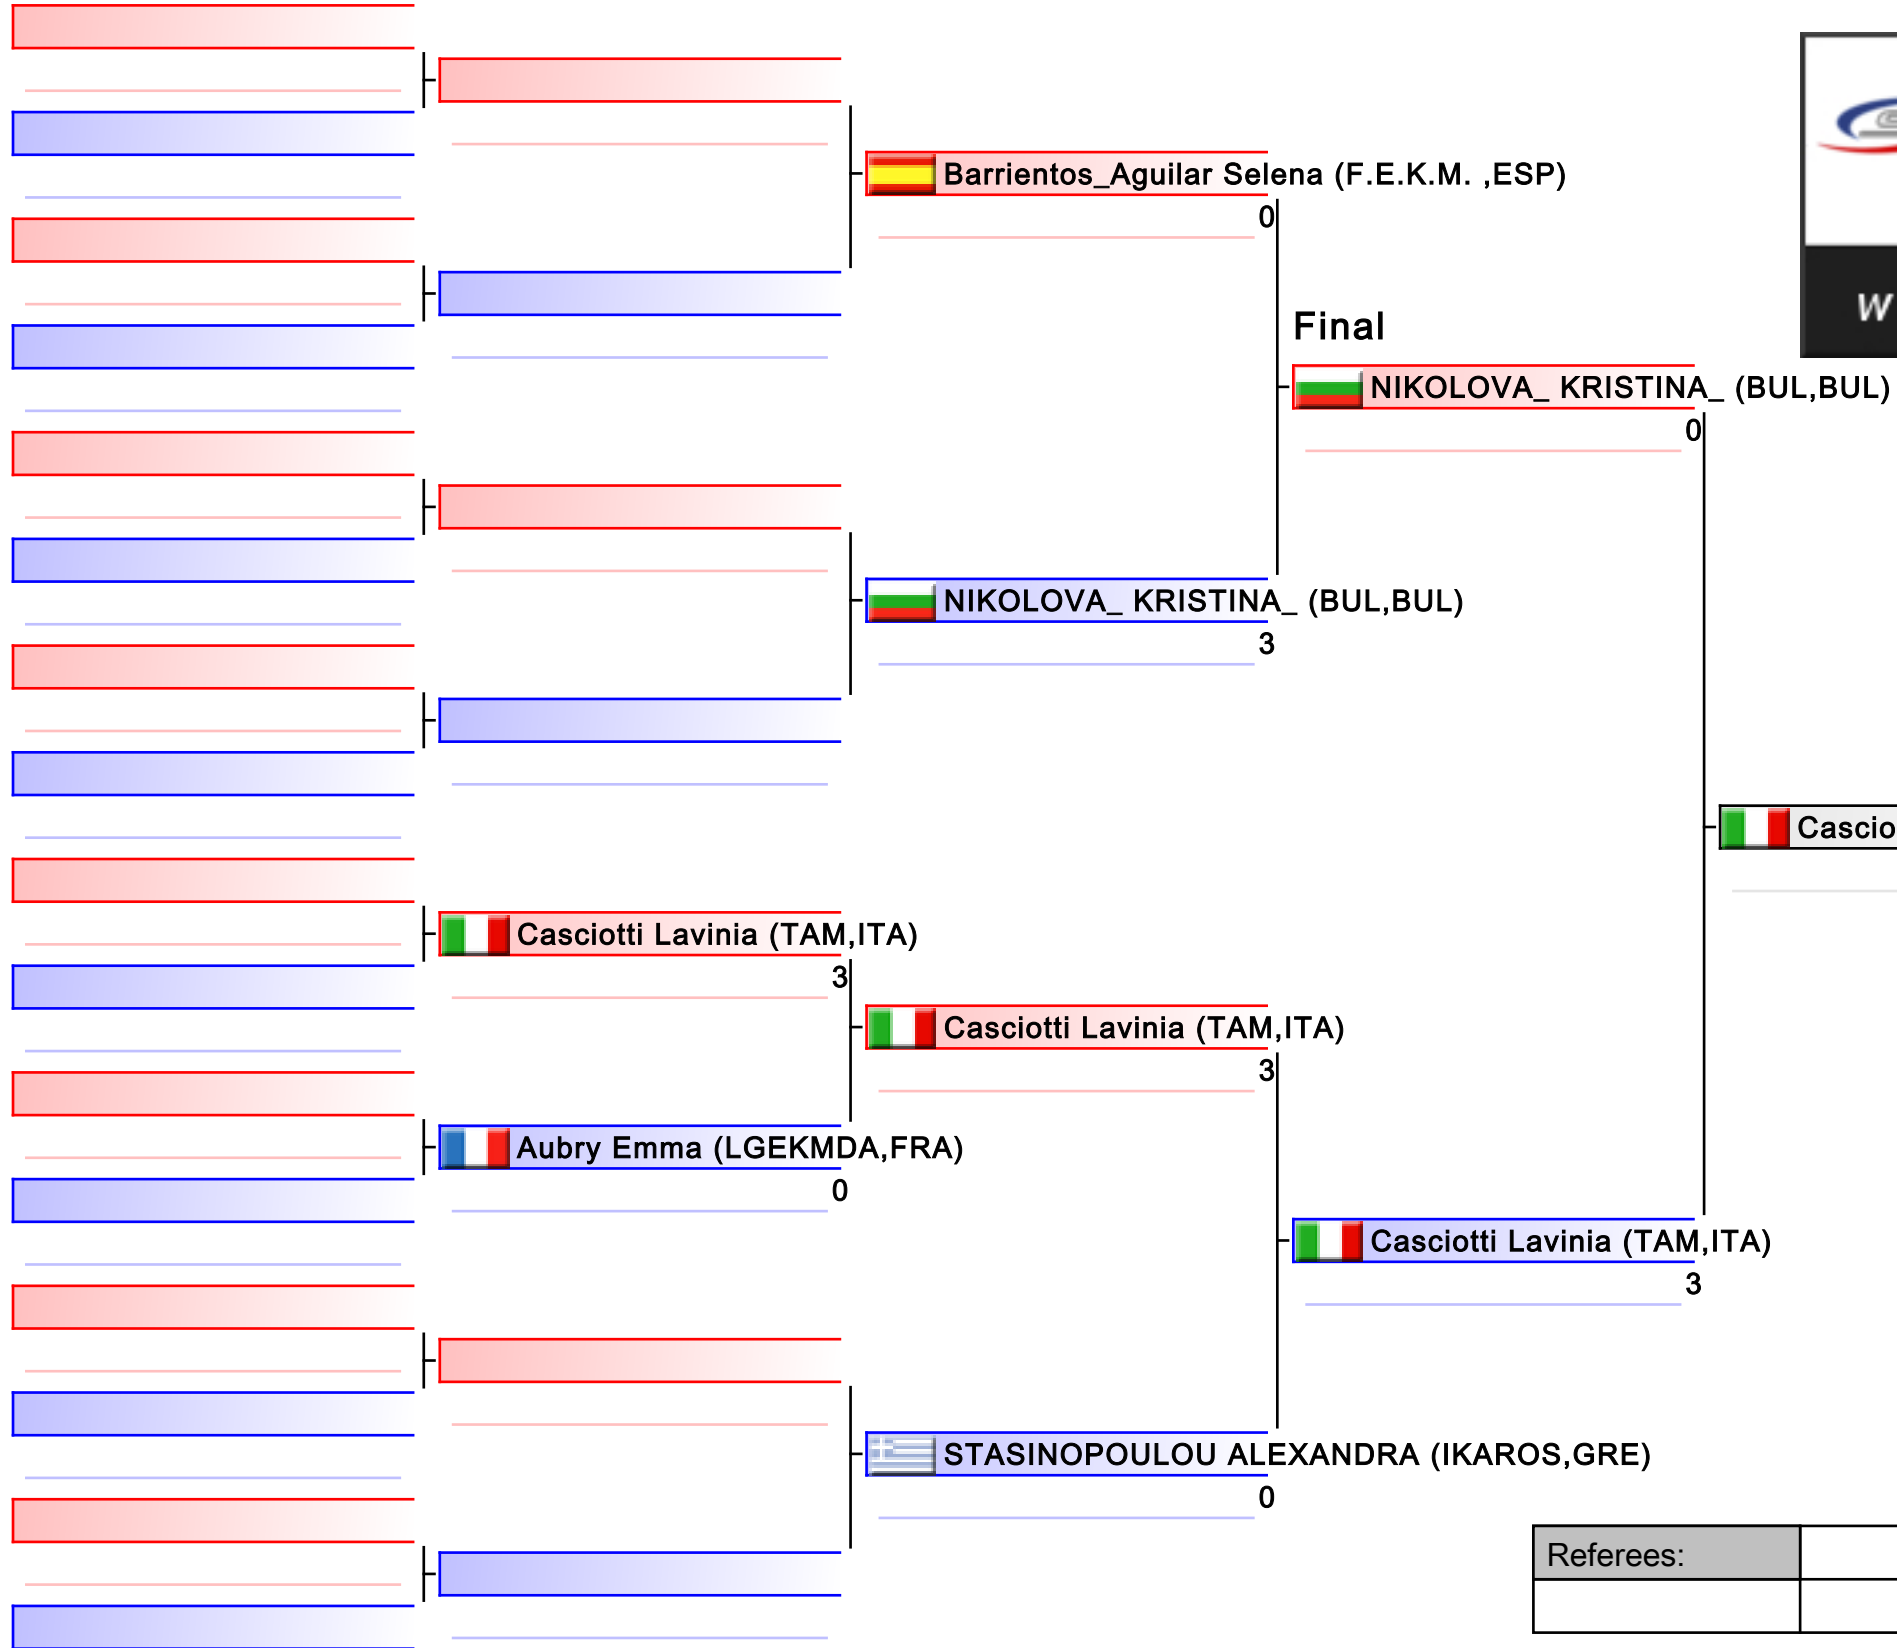 Barrientos_Aguilar Selena (F.E.K.M. ,ESP)
0
W
Final
NIKOLOVA_ KRISTINA_ (BUL,BUL)
0
NIKOLOVA_ KRISTINA_ (BUL,BUL)
3
Cascio
Casciotti Lavinia (TAM,ITA)
3
Casciotti Lavinia (TAM,ITA)
3
Aubry Emma (LGEKMDA,FRA)
0
Casciotti Lavinia (TAM,ITA)
3
STASINOPOULOU ALEXANDRA (IKAROS,GRE)
0
Referees: